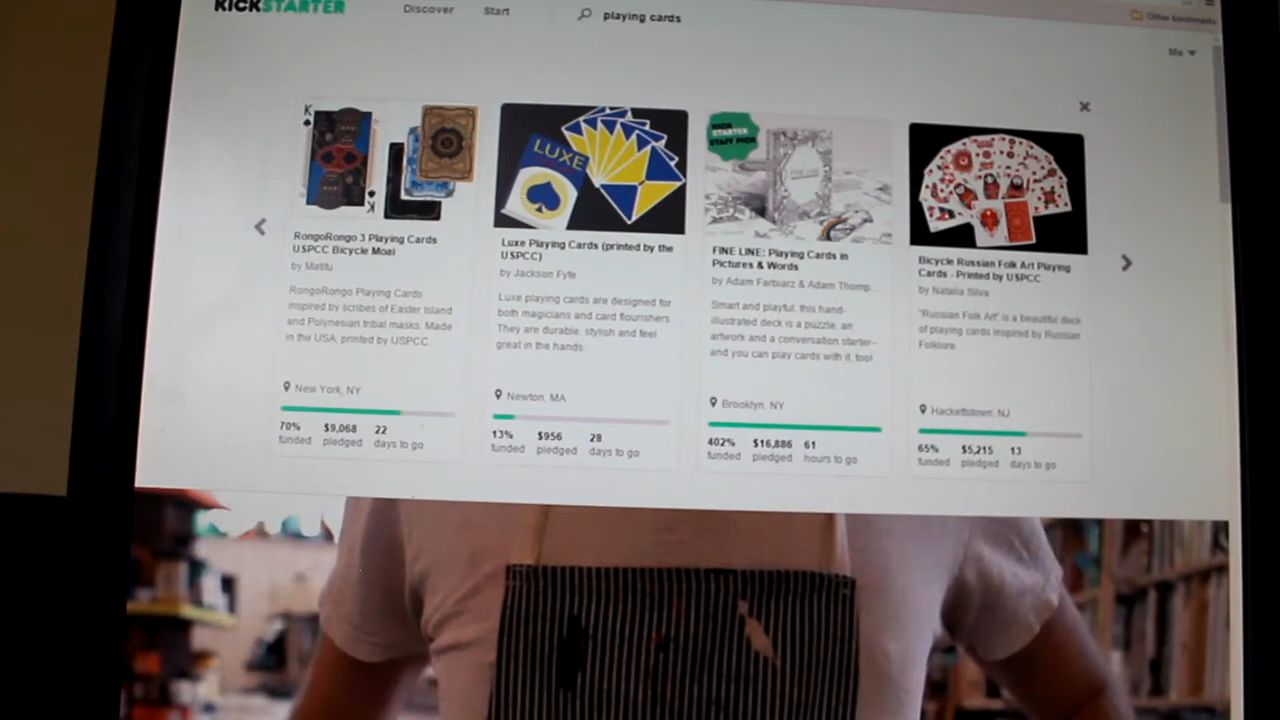 KICKSTARTER
Discover
Start
playing cards
Other bookmarks
Me
K
K
RongoRongo 3 Playing Cards
USPCC Bicycle Moai
by Matifu
RongoRongo Playing Cards
inspired by scribes of Easter Island
and Polynesian tribal masks. Made
in the USA, printed by USPCC.
New York, NY
70% $9,068 22
funded pledged days to go
LUXE
Luxe Playing Cards (printed by the
USPCC)
by Jackson Fyfe
Luxe playing cards are designed for
both magicians and card flourishers.
They are durable, stylish and feel
great in the hands.
Newton, MA
13% $956 28
funded pledged days to go
KICK
STARTER
STAFF PICK
FINE LINE
FINE LINE: Playing Cards in
Pictures & Words
by Adam Farbiarz & Adam Thomp...
Smart and playful, this hand-
illustrated deck is a puzzle, an
artwork and a conversation starter--
and you can play cards with it, too!
Brooklyn, NY
402% $16,886 61
funded pledged hours to go
Bicycle Russian Folk Art Playing
Cards - Printed by USPCC
by Natalia Silva
"Russian Folk Art" is a beautiful deck
of playing cards inspired by Russian
Folklore
Hackettstown, NJ
65% $5,215 13
funded pledged days to go